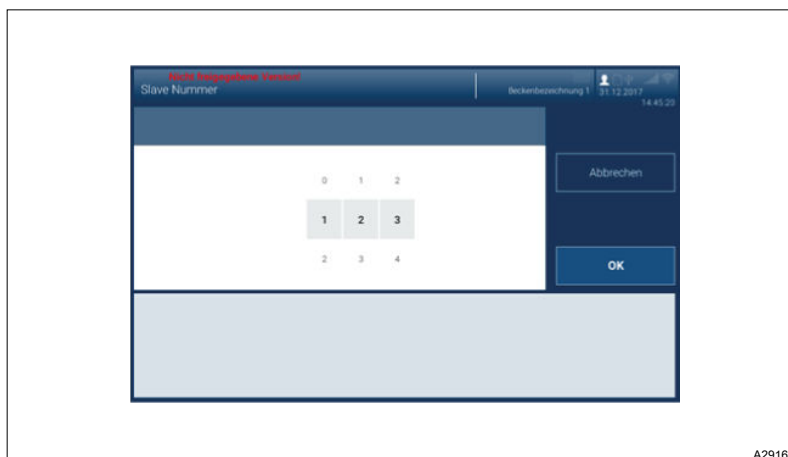 Nicht freigegebene Version!
Slave Nummer
Beckenbezeichnung 1
31.12.2017
14:45:20
0 1 2
1 2 3
2 3 4
Abbrechen
OK
A2916